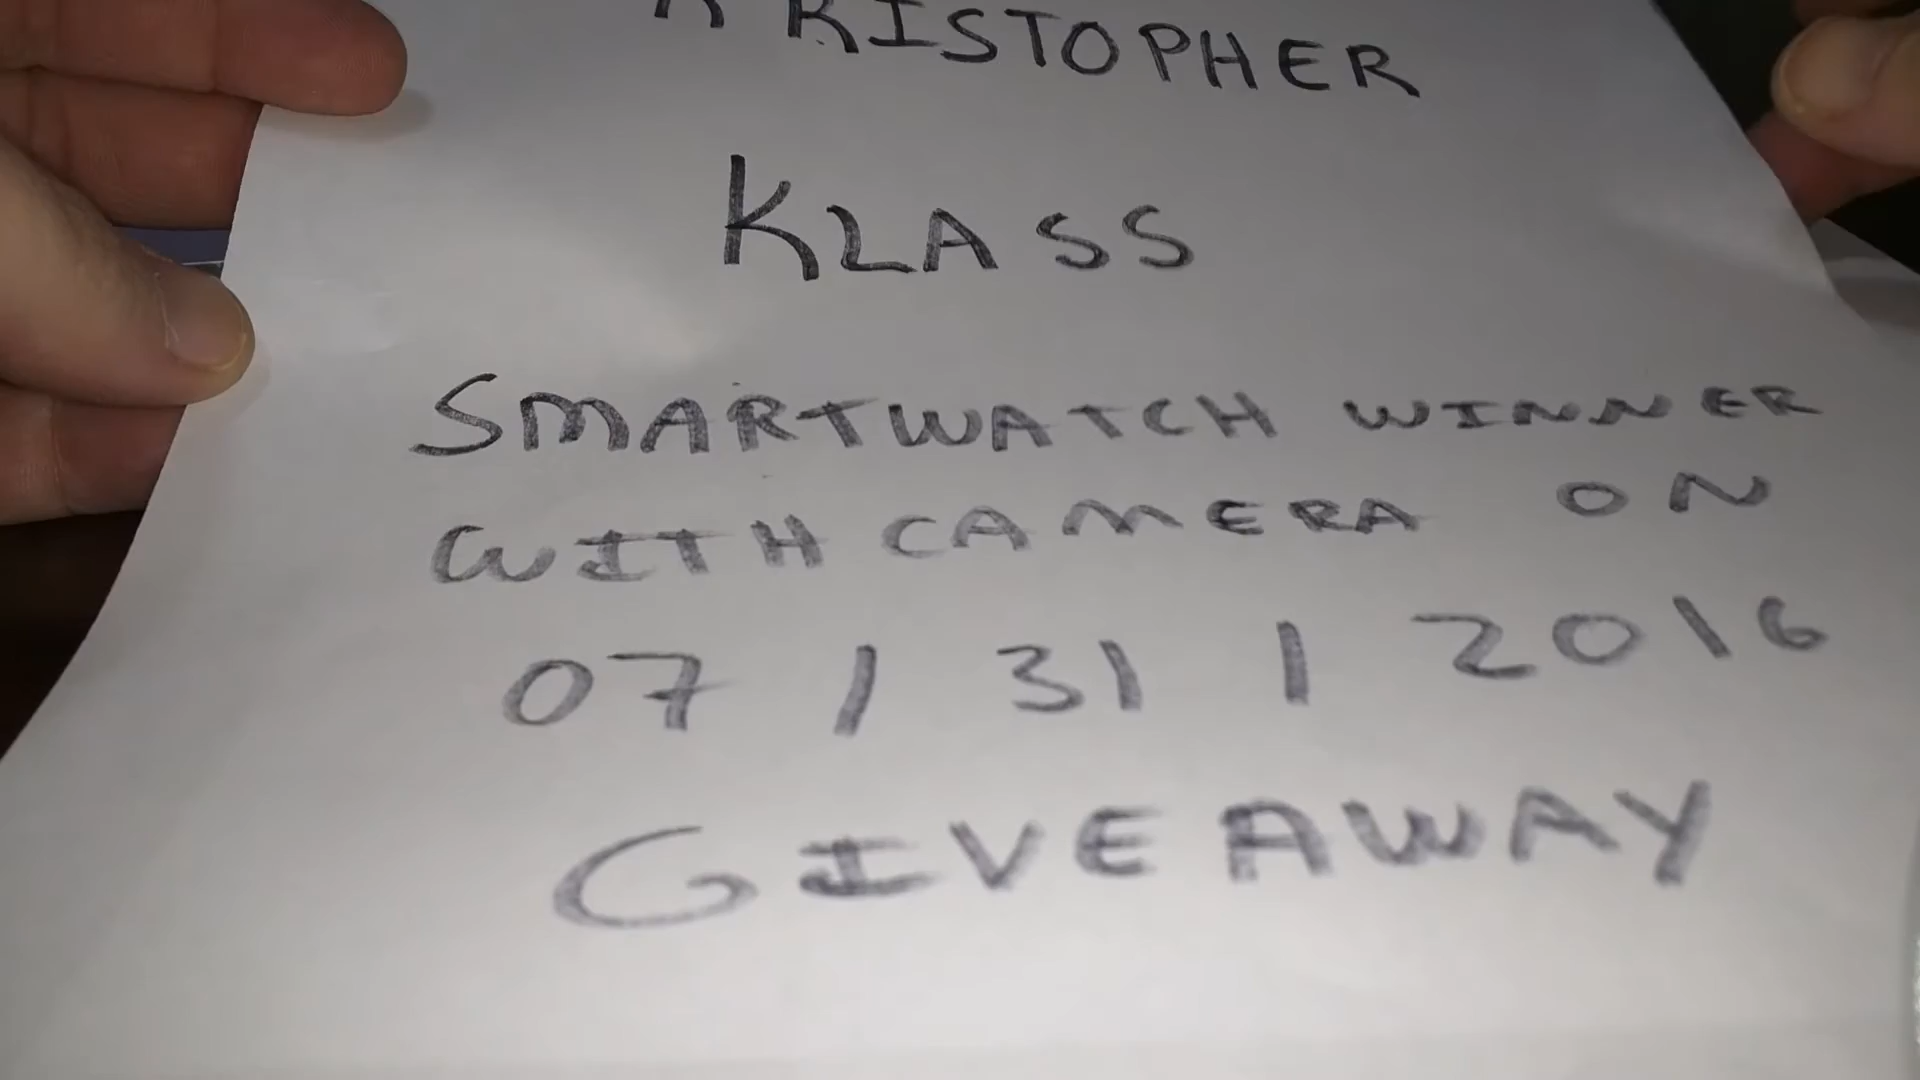 KRISTOPHER
KLASS
SMARTWATCH WINNER
WITH CAMERA ON
07 / 31 / 2016
GIVEAWAY